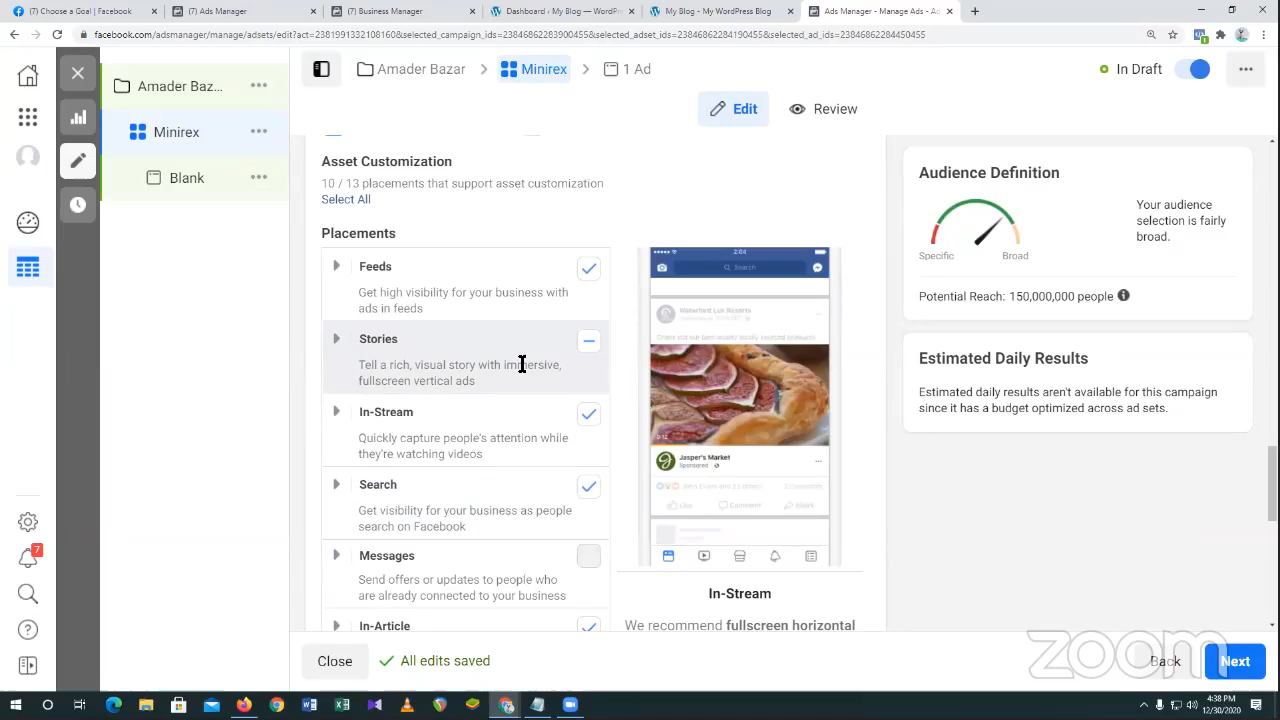 (7) Choose a Goal | Facebook
(7) Ads Manager
(7) Business Manager
Dashboard ‹ My Blog — WordPre
My Blog – My WordPress Blog
Ads Manager - Ads Manager - Ad
facebook.com/adsmanager/manage/adsets/edit?act=238199133210816
Amader Bazar
Minirex
1 Ad
In Draft
Amader Baz...
Minirex
Blank
Edit
Review
Asset Customization
10 / 13 placements that support asset customization
Select All
Placements
Feeds
Get high visibility for your business with
ads in feeds
Stories
Tell a rich, visual story with immersive,
fullscreen vertical ads
In-Stream
Quickly capture people's attention while
they're watching videos
Search
Get visibility for your business as people
search on Facebook
Messages
Send offers or updates to people who
are already connected to your business
In-Article
2:04
Search
Jasper's Market
Sponsored
Like
Comment
Share
In-Stream
We recommend fullscreen horizontal
Audience Definition
Specific
Broad
Your audience
selection is fairly
broad.
Potential Reach: 150,000,000 people
Estimated Daily Results
Estimated daily results aren't available for this campaign
since it has a budget optimized across ad sets.
7
Close
All edits saved
Back
Next
zoom
4:38 PM
12/30/2020